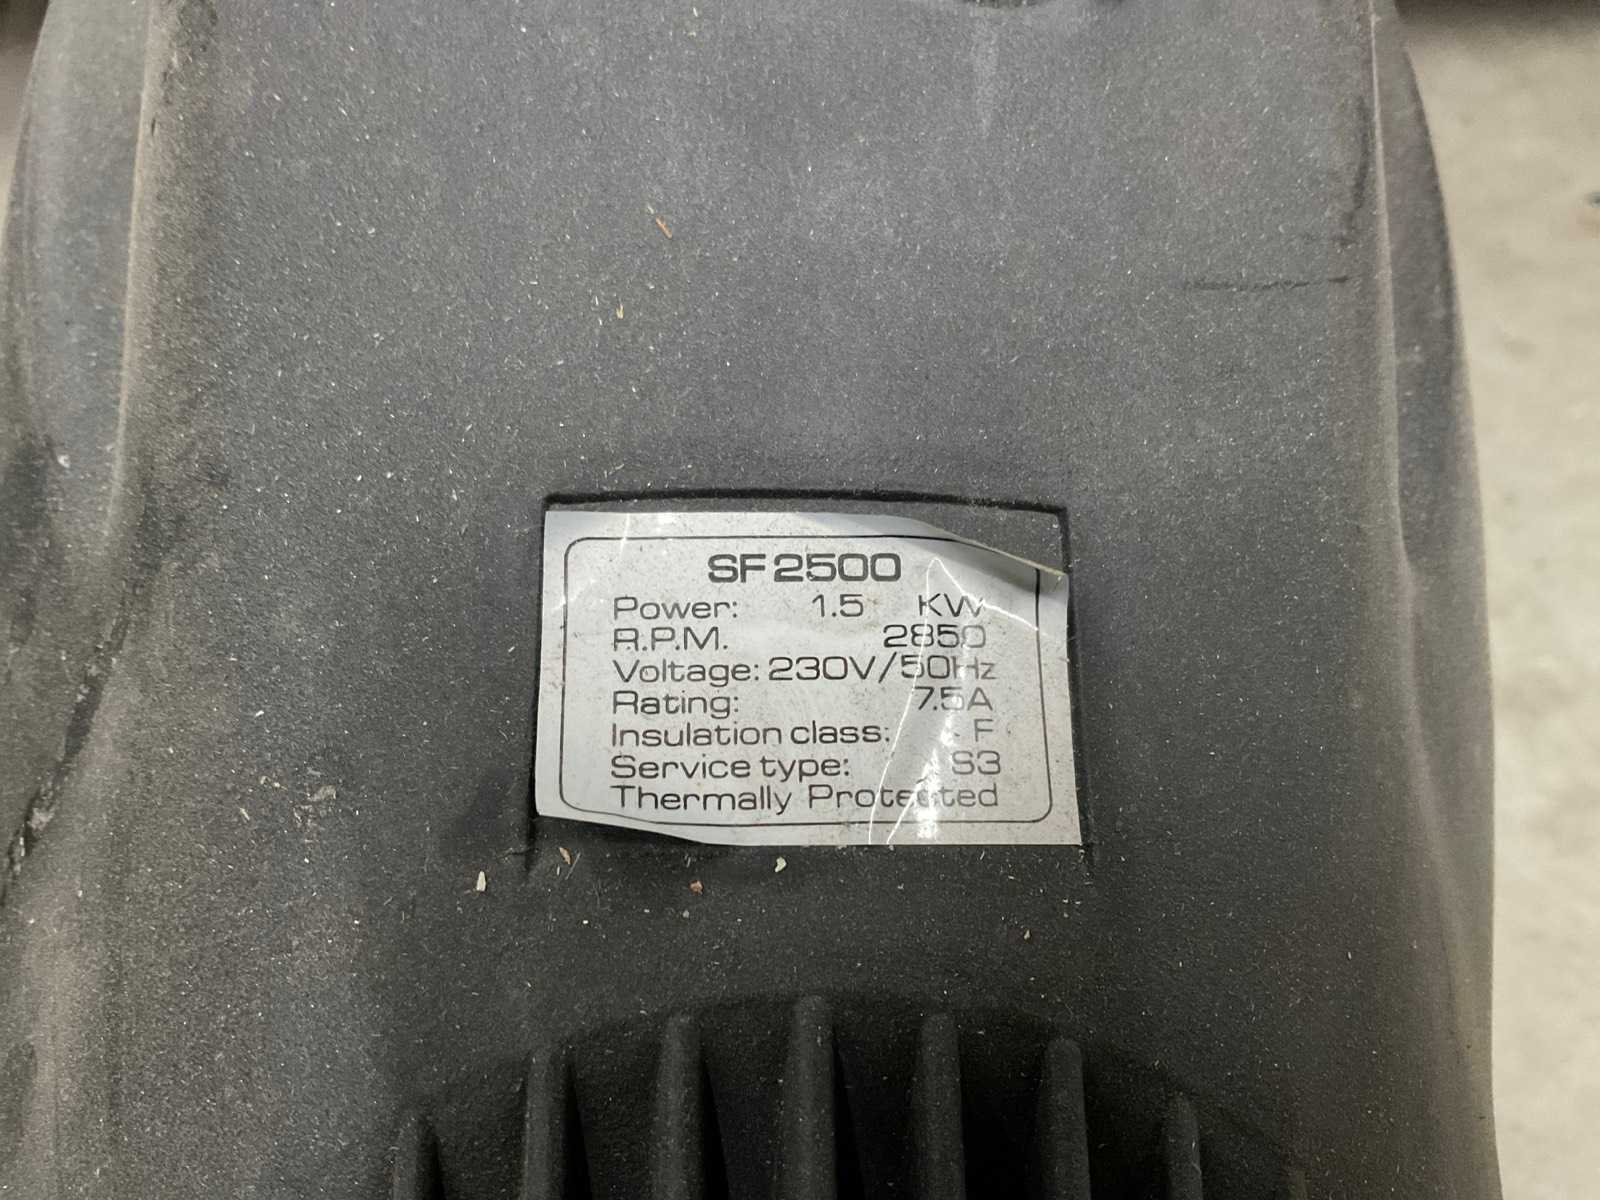 SF2500
Power: 1.5 KW
R.P.M. 2850
Voltage: 230V/50Hz
Rating: 7.5A
Insulation class: F
Service type: S3
Thermally Protected